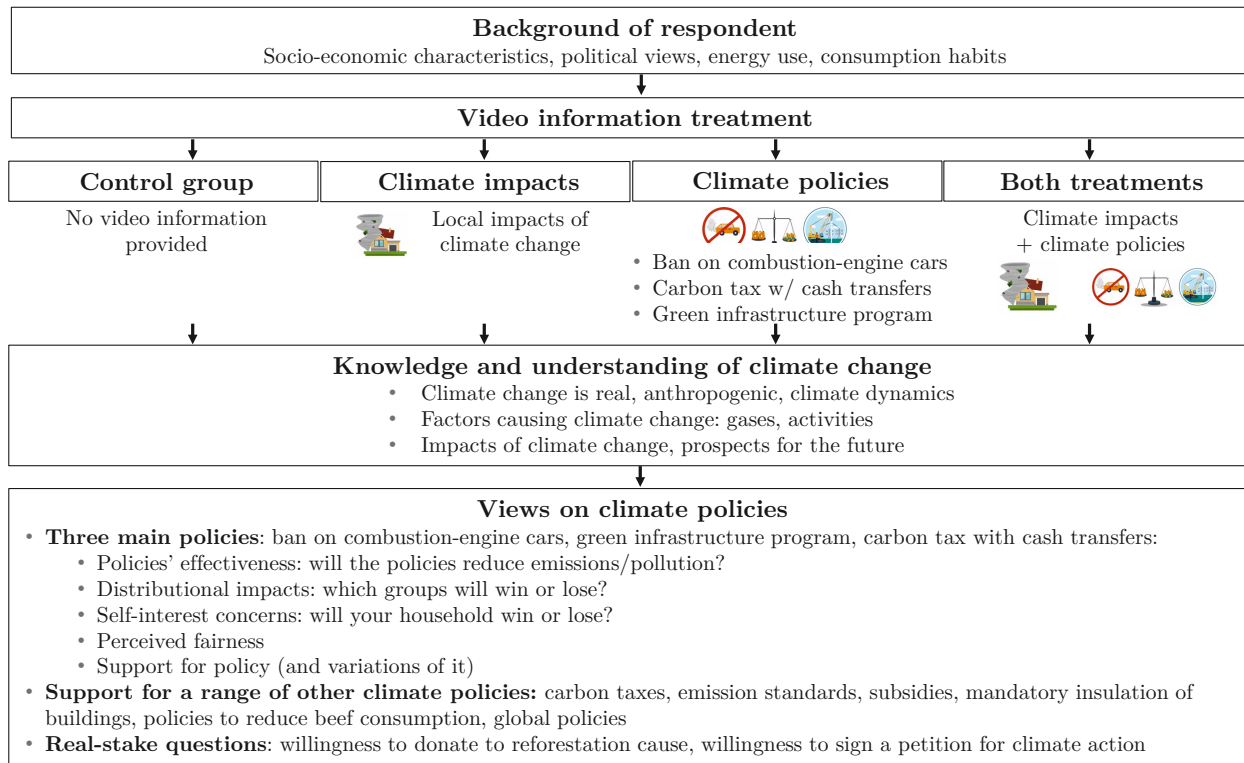 Background of respondent
Socio-economic characteristics, political views, energy use, consumption habits
Video information treatment
Control group
No video information
provided
Climate impacts
Local impacts of
climate change
Climate policies
• Ban on combustion-engine cars
• Carbon tax w/ cash transfers
• Green infrastructure program
Both treatments
Climate impacts
+ climate policies
Knowledge and understanding of climate change
• Climate change is real, anthropogenic, climate dynamics
• Factors causing climate change: gases, activities
• Impacts of climate change, prospects for the future
Views on climate policies
• Three main policies: ban on combustion-engine cars, green infrastructure program, carbon tax with cash transfers:
• Policies' effectiveness: will the policies reduce emissions/pollution?
• Distributional impacts: which groups will win or lose?
• Self-interest concerns: will your household win or lose?
• Perceived fairness
• Support for policy (and variations of it)
• Support for a range of other climate policies: carbon taxes, emission standards, subsidies, mandatory insulation of
buildings, policies to reduce beef consumption, global policies
• Real-stake questions: willingness to donate to reforestation cause, willingness to sign a petition for climate action